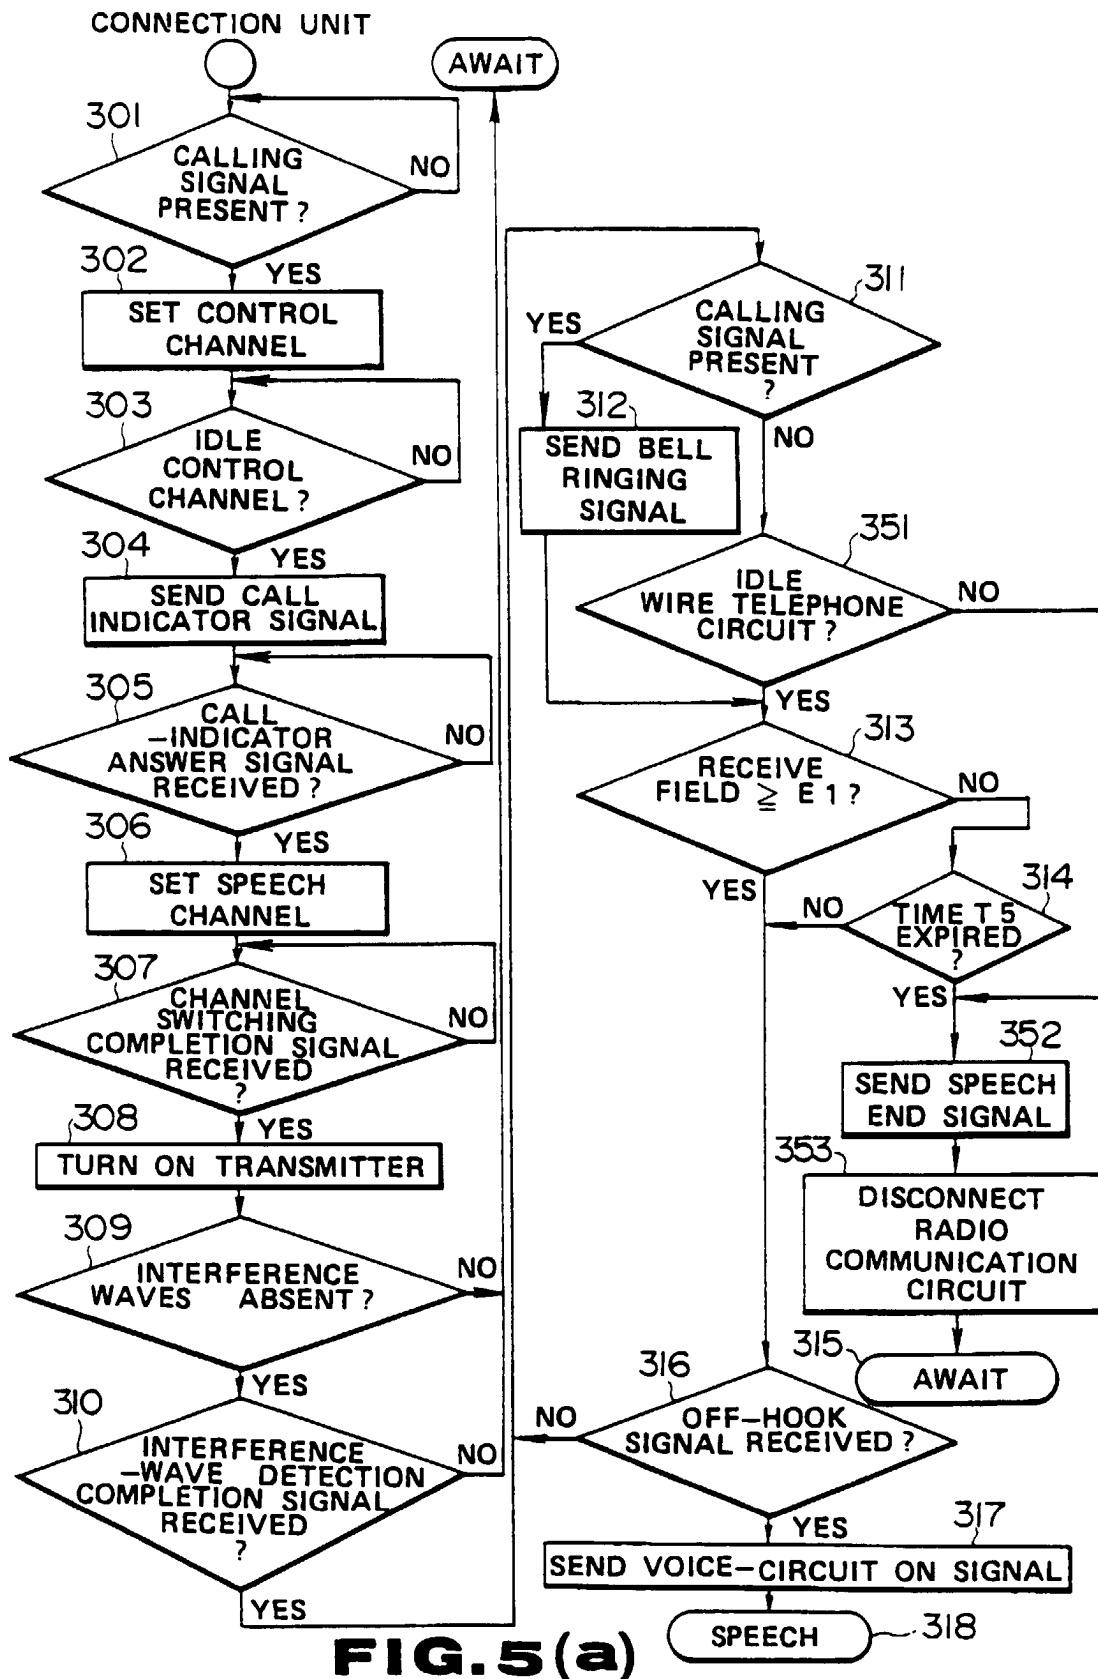 CONNECTION UNIT
AWAIT
301
CALLING
SIGNAL
PRESENT?
NO
YES
302
SET CONTROL
CHANNEL
303
IDLE
CONTROL
CHANNEL?
NO
YES
304
SEND CALL
INDICATOR SIGNAL
305
CALL
-INDICATOR
ANSWER SIGNAL
RECEIVED?
NO
YES
306
SET SPEECH
CHANNEL
307
CHANNEL
SWITCHING
COMPLETION SIGNAL
RECEIVED
?
NO
YES
308
TURN ON TRANSMITTER
309
INTERFERENCE
WAVES ABSENT?
NO
YES
310
INTERFERENCE
-WAVE DETECTION
COMPLETION SIGNAL
RECEIVED
?
NO
YES
311
CALLING
SIGNAL
PRESENT
?
YES
NO
312
SEND BELL
RINGING
SIGNAL
351
IDLE
WIRE TELEPHONE
CIRCUIT?
NO
YES
313
RECEIVE
FIELD ≧ E1?
NO
YES
314
TIME T5
EXPIRED
?
NO
YES
352
SEND SPEECH
END SIGNAL
353
DISCONNECT
RADIO
COMMUNICATION
CIRCUIT
315
AWAIT
316
OFF-HOOK
SIGNAL RECEIVED?
NO
YES
317
SEND VOICE-CIRCUIT ON SIGNAL
SPEECH
318
FIG.5(a)